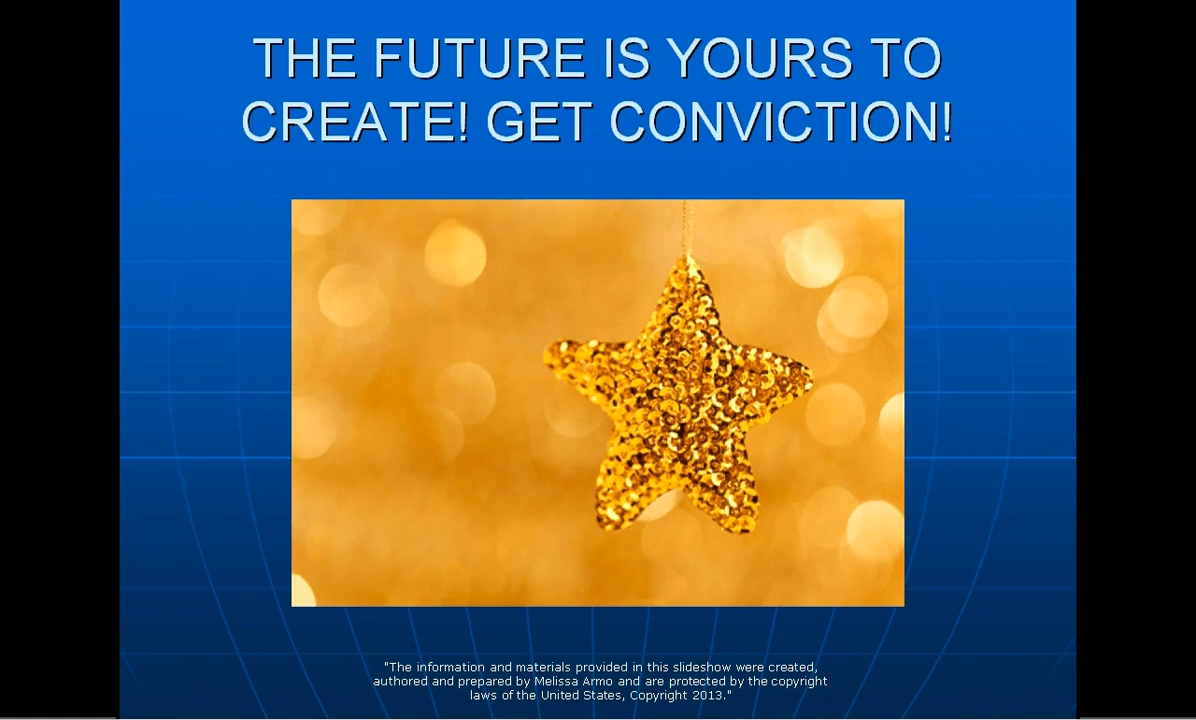 THE FUTURE IS YOURS TO
CREATE! GET CONVICTION!
"The information and materials provided in this slideshow were created,
authored and prepared by Melissa Armo and are protected by the copyright
laws of the United States, Copyright 2013."